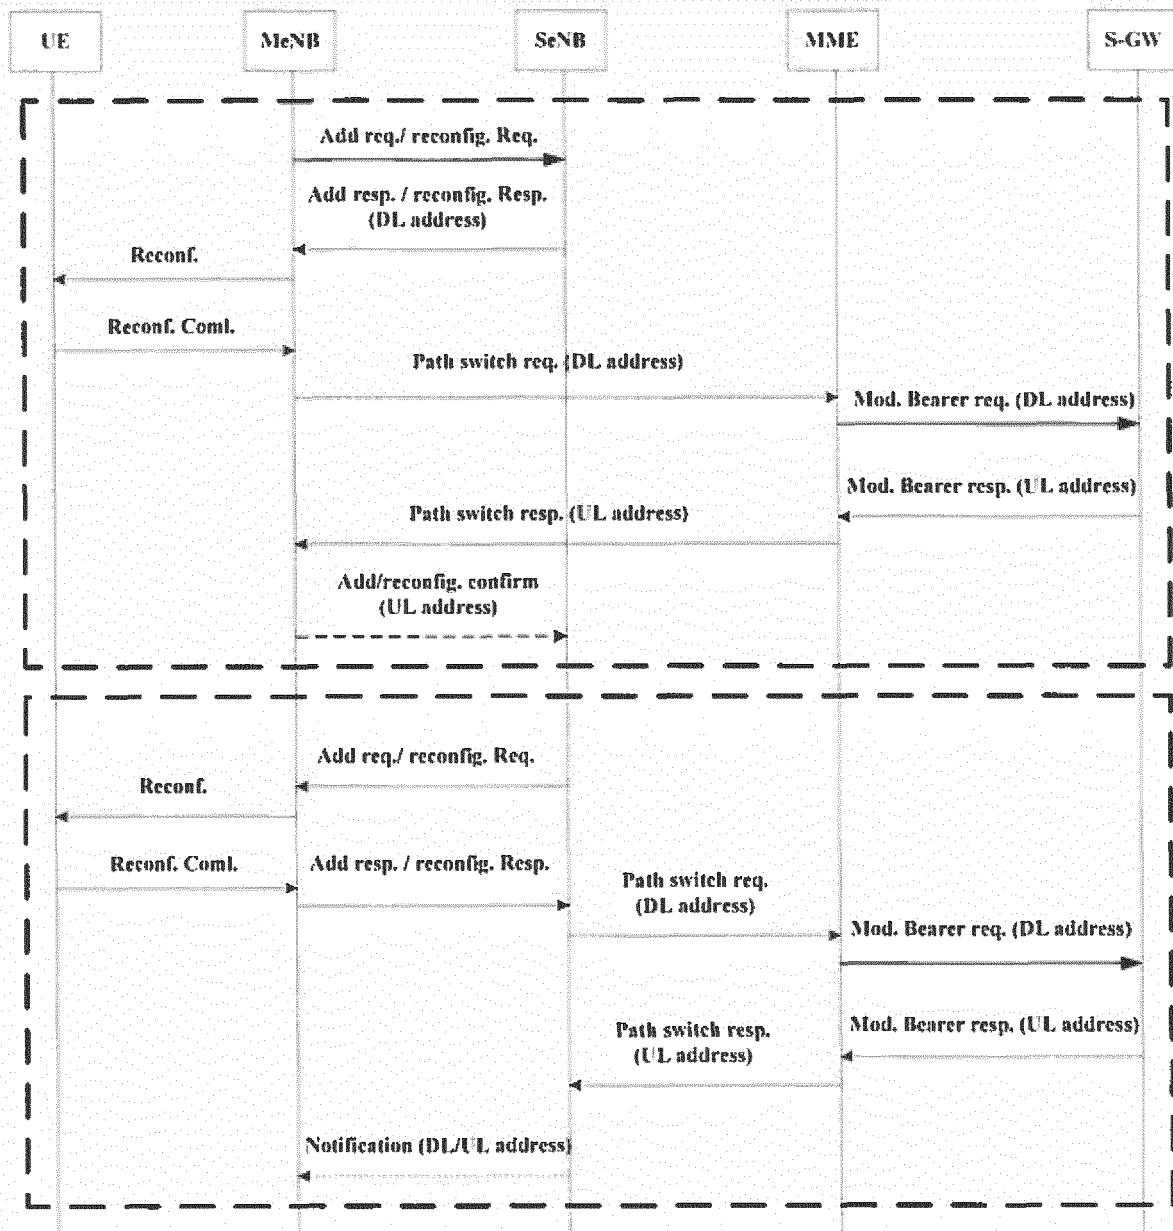 UE
MeNB
SeNB
MME
S-GW
Add req./ reconfig. Req.
Add resp. / reconfig. Resp.
(DL address)
Reconf.
Reconf. Coml.
Path switch req. (DL address)
Mod. Bearer req. (DL address)
Mod. Bearer resp. (UL address)
Path switch resp. (UL address)
Add/reconfig. confirm
(UL address)
Add req./ reconfig. Req.
Reconf.
Reconf. Coml.
Add resp. / reconfig. Resp.
Path switch req.
(DL address)
Mod. Bearer req. (DL address)
Path switch resp.
(UL address)
Mod. Bearer resp. (UL address)
Notification (DL/UL address)